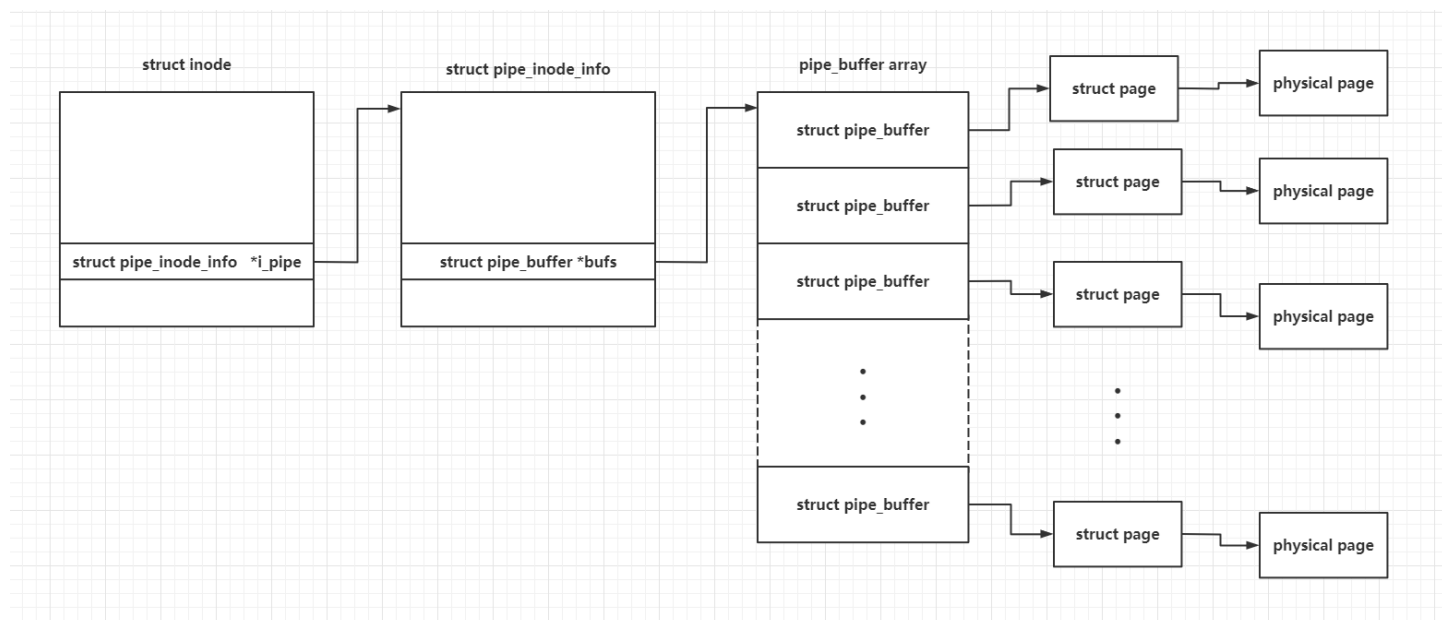 struct inode
struct pipe_inode_info
pipe_buffer array
struct pipe_inode_info *i_pipe
struct pipe_buffer *bufs
struct pipe_buffer
struct page
physical page
struct pipe_buffer
struct page
physical page
struct pipe_buffer
struct page
physical page
struct pipe_buffer
struct page
physical page